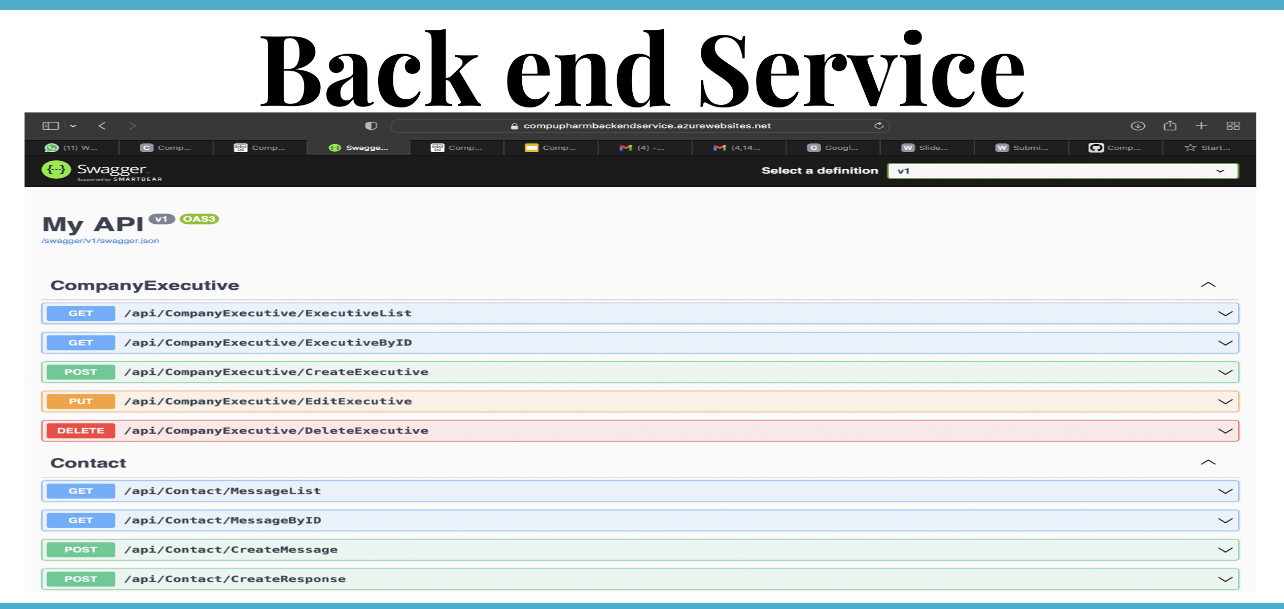 Back end Service
compupharmbackendservice.azurewebsites.net
(11) W... Comp... Comp... Swagge... Comp... Comp... (4) –... (4,14... Googl... Slide... Submi... Comp... Start...
Swagger.
Supported by SMARTBEAR
Select a definition v1
My API v1 OAS3
/swagger/v1/swagger.json
CompanyExecutive
GET /api/CompanyExecutive/ExecutiveList
GET /api/CompanyExecutive/ExecutiveByID
POST /api/CompanyExecutive/CreateExecutive
PUT /api/CompanyExecutive/EditExecutive
DELETE /api/CompanyExecutive/DeleteExecutive
Contact
GET /api/Contact/MessageList
GET /api/Contact/MessageByID
POST /api/Contact/CreateMessage
POST /api/Contact/CreateResponse